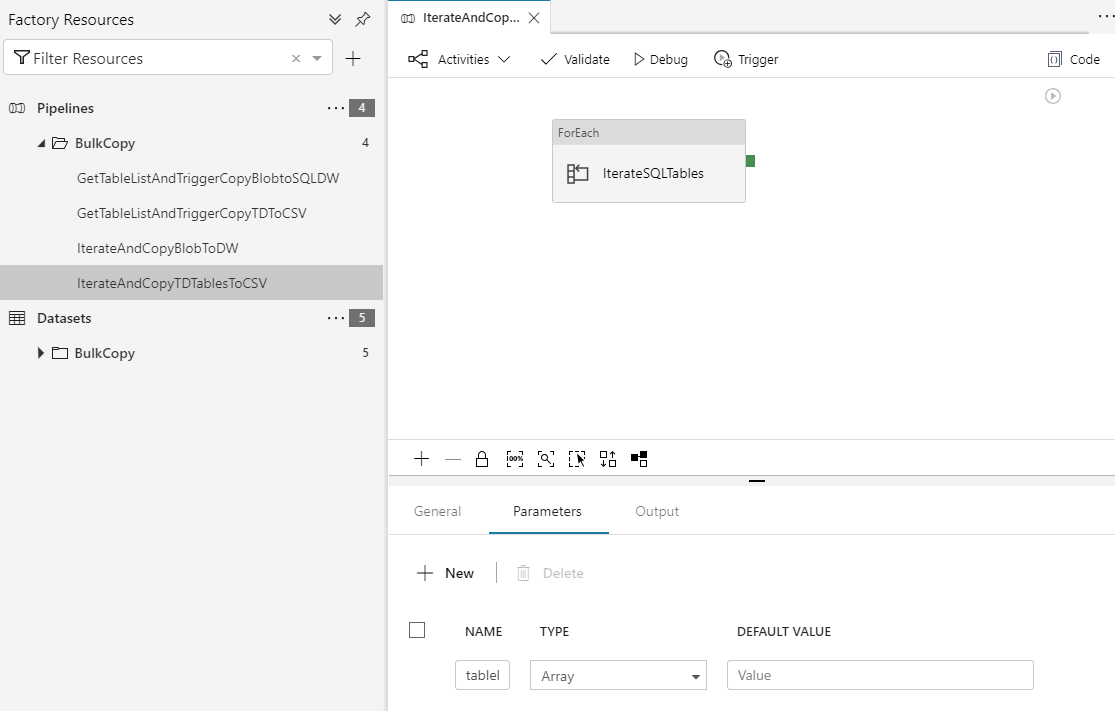 Factory Resources
Filter Resources
Pipelines 4
BulkCopy 4
GetTableListAndTriggerCopyBlobtoSQLDW
GetTableListAndTriggerCopyTDToCSV
IterateAndCopyBlobToDW
IterateAndCopyTDTablesToCSV
Datasets 5
BulkCopy 5
IterateAndCop...
Activities Validate Debug Trigger Code
ForEach
IterateSQLTables
100%
General Parameters Output
New Delete
NAME TYPE DEFAULT VALUE
tablel Array Value